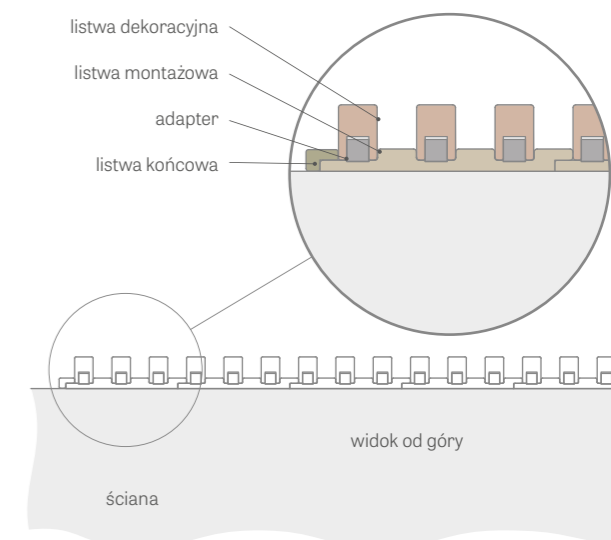 listwa dekoracyjna
listwa montażowa
adapter
listwa końcowa
widok od góry
ściana